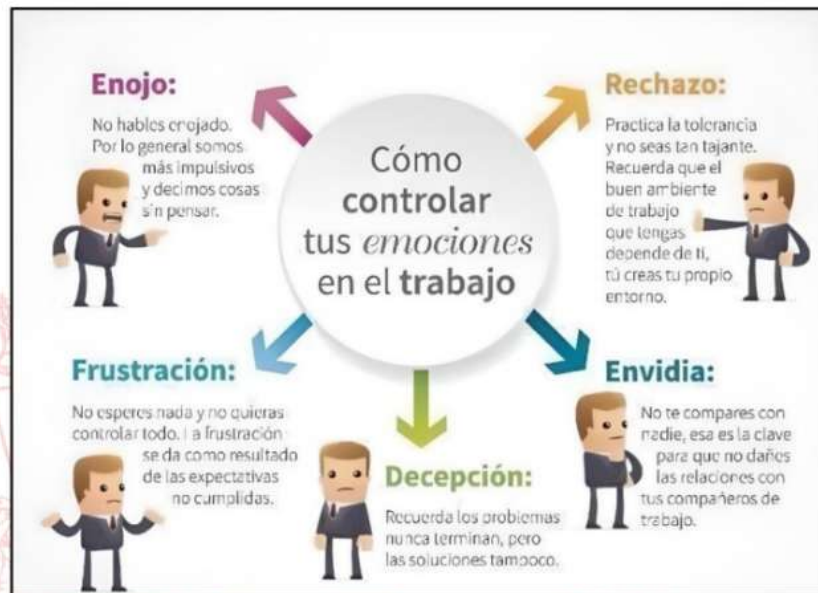 Cómo
controlar
tus emociones
en el trabajo
Enojo:
No hables enojado.
Por lo general somos
más impulsivos
y decimos cosas
sin pensar.
Rechazo:
Practica la tolerancia
y no seas tan tajante.
Recuerda que el
buen ambiente
de trabajo
que tengas
depende de ti,
tú creas tu propio
entorno.
Frustración:
No esperes nada y no quieras
controlar todo. La frustración
se da como resultado
de las expectativas
no cumplidas.
Decepción:
Recuerda los problemas
nunca terminan, pero
las soluciones tampoco.
Envidia:
No te compares con
nadie, esa es la clave
para que no dañes
las relaciones con
tus compañeros de
trabajo.